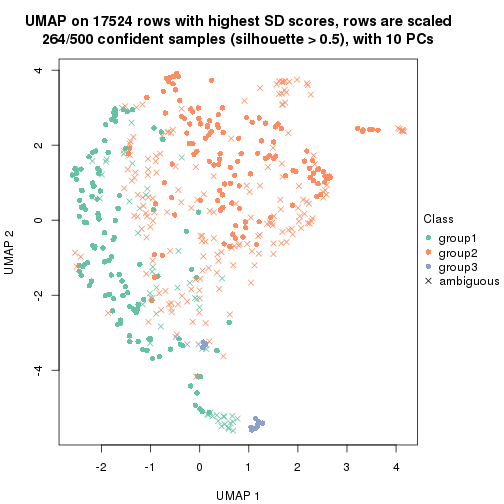 UMAP on 17524 rows with highest SD scores, rows are scaled
264/500 confident samples (silhouette > 0.5), with 10 PCs
4
2
0
-2
-4
UMAP 2
-2
-1
0
1
2
3
4
UMAP 1
Class
group1
group2
group3
ambiguous